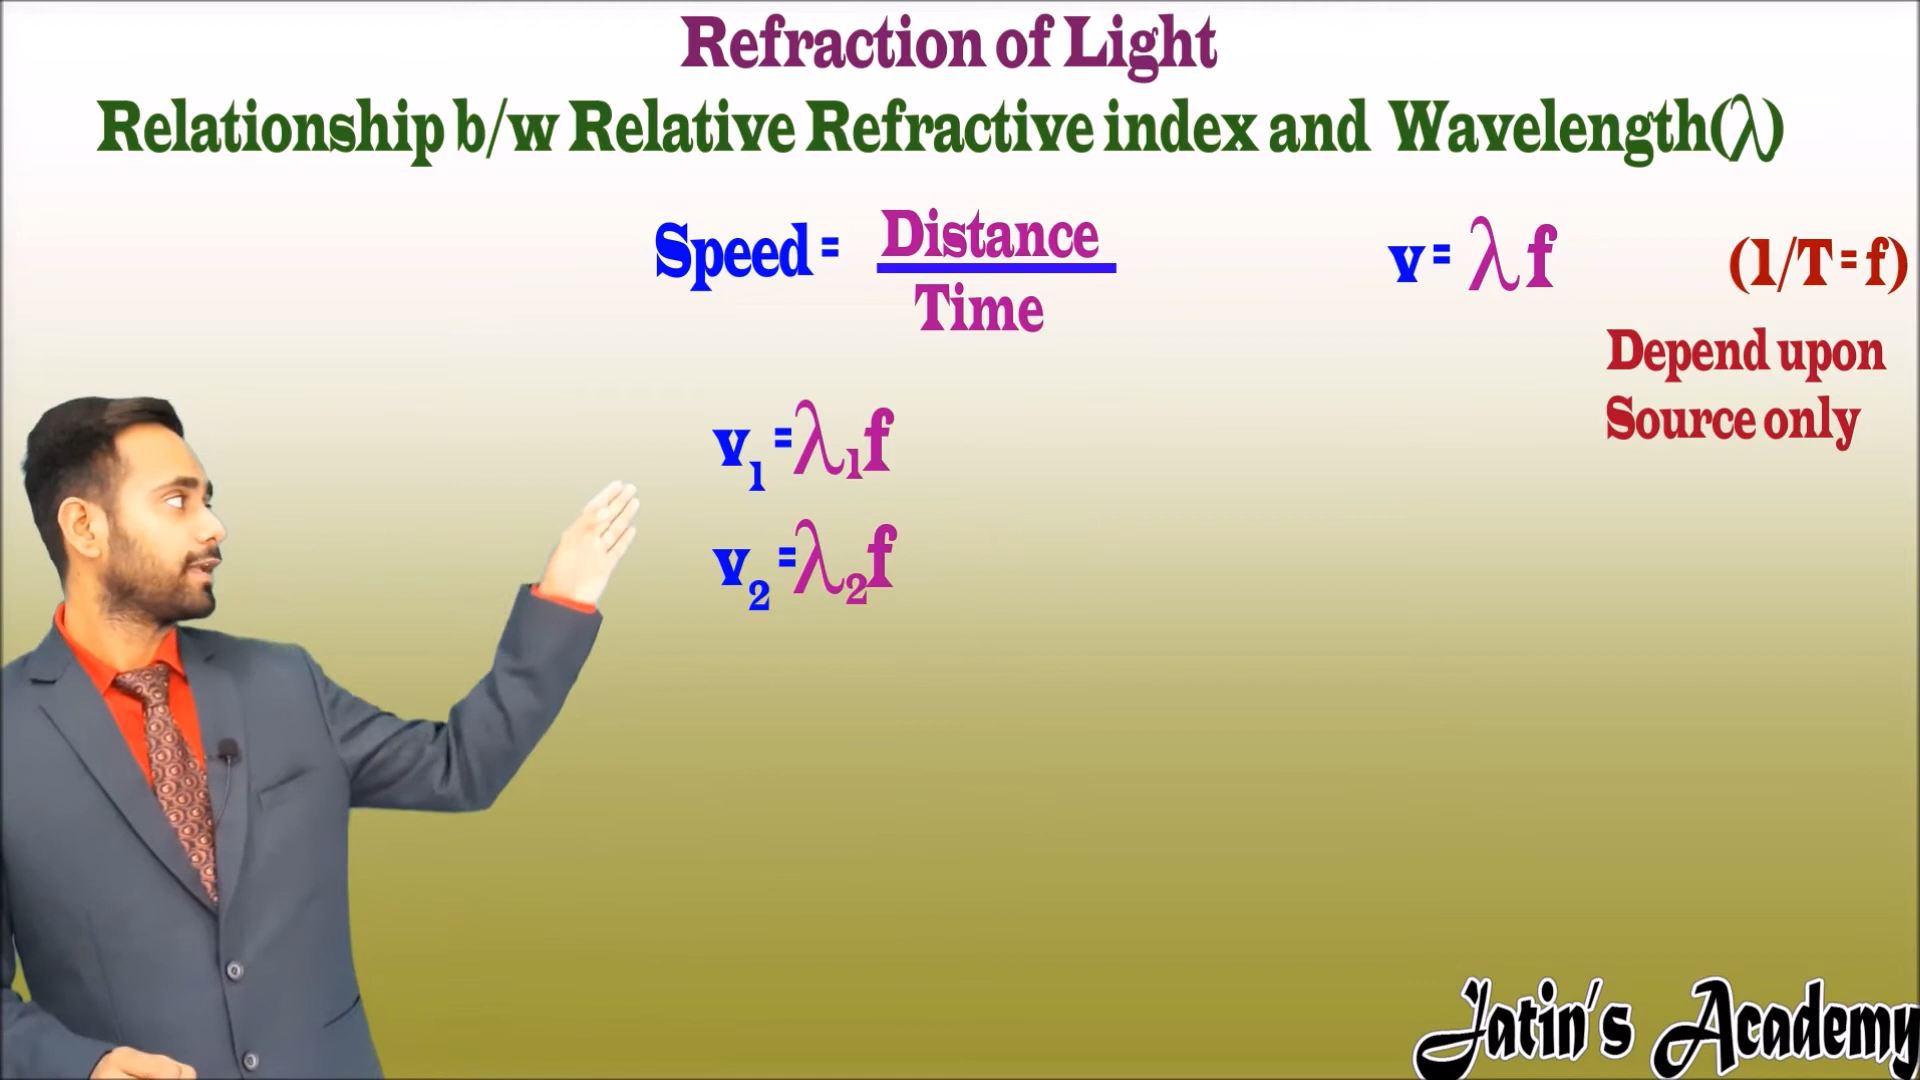 Refraction of Light
Relationship b/w Relative Refractive index and Wavelength(λ)
Speed = Distance / Time
v = λ f
(1/T = f)
Depend upon
Source only
v₁ = λ₁f
v₂ = λ₂f
Jatin's Academy